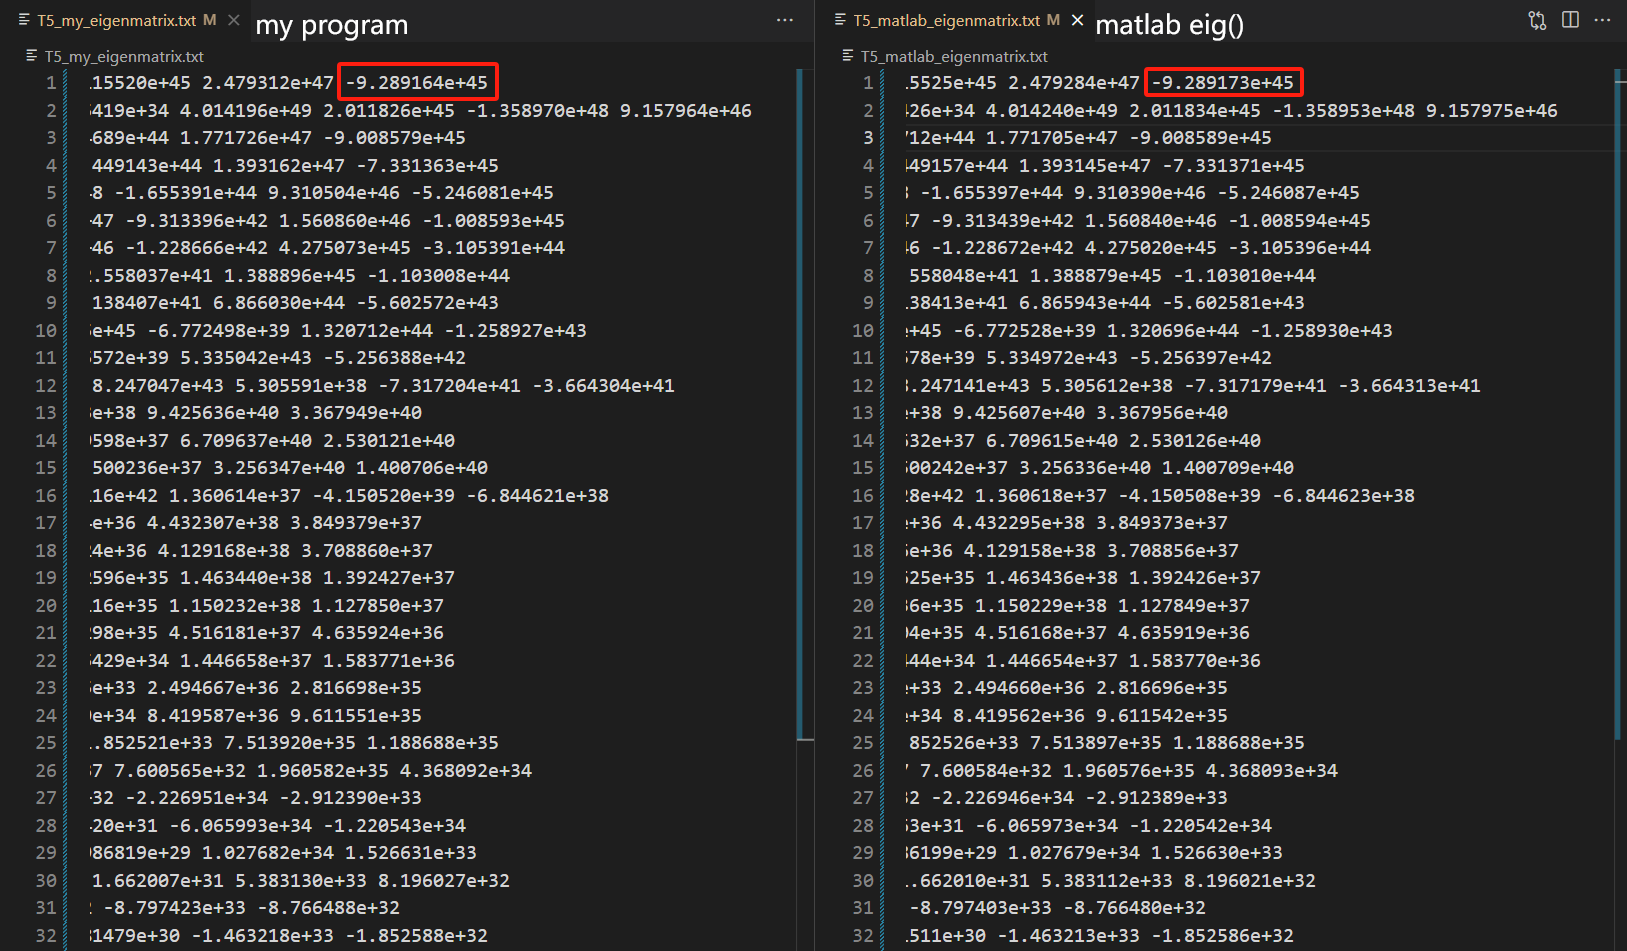 T5_my_eigenmatrix.txt M my program
T5_my_eigenmatrix.txt
1 15520e+45 2.479312e+47 -9.289164e+45
2 419e+34 4.014196e+49 2.011826e+45 -1.358970e+48 9.157964e+46
3 689e+44 1.771726e+47 -9.008579e+45
4 449143e+44 1.393162e+47 -7.331363e+45
5 8 -1.655391e+44 9.310504e+46 -5.246081e+45
6 47 -9.313396e+42 1.560860e+46 -1.008593e+45
7 46 -1.228666e+42 4.275073e+45 -3.105391e+44
8 .558037e+41 1.388896e+45 -1.103008e+44
9 138407e+41 6.866030e+44 -5.602572e+43
10 e+45 -6.772498e+39 1.320712e+44 -1.258927e+43
11 572e+39 5.335042e+43 -5.256388e+42
12 8.247047e+43 5.305591e+38 -7.317204e+41 -3.664304e+41
13 e+38 9.425636e+40 3.367949e+40
14 598e+37 6.709637e+40 2.530121e+40
15 500236e+37 3.256347e+40 1.400706e+40
16 16e+42 1.360614e+37 -4.150520e+39 -6.844621e+38
17 e+36 4.432307e+38 3.849379e+37
18 4e+36 4.129168e+38 3.708860e+37
19 596e+35 1.463440e+38 1.392427e+37
20 16e+35 1.150232e+38 1.127850e+37
21 98e+35 4.516181e+37 4.635924e+36
22 429e+34 1.446658e+37 1.583771e+36
23 e+33 2.494667e+36 2.816698e+35
24 e+34 8.419587e+36 9.611551e+35
25 .852521e+33 7.513920e+35 1.188688e+35
26 7 7.600565e+32 1.960582e+35 4.368092e+34
27 +32 -2.226951e+34 -2.912390e+33
28 20e+31 -6.065993e+34 -1.220543e+34
29 86819e+29 1.027682e+34 1.526631e+33
30 1.662007e+31 5.383130e+33 8.196027e+32
31 -8.797423e+33 -8.766488e+32
32 1479e+30 -1.463218e+33 -1.852588e+32
T5_matlab_eigenmatrix.txt M matlab eig()
T5_matlab_eigenmatrix.txt
1 .5525e+45 2.479284e+47 -9.289173e+45
2 426e+34 4.014240e+49 2.011834e+45 -1.358953e+48 9.157975e+46
3 712e+44 1.771705e+47 -9.008589e+45
4 449157e+44 1.393145e+47 -7.331371e+45
5 -1.655397e+44 9.310390e+46 -5.246087e+45
6 47 -9.313439e+42 1.560840e+46 -1.008594e+45
7 46 -1.228672e+42 4.275020e+45 -3.105396e+44
8 558048e+41 1.388879e+45 -1.103010e+44
9 38413e+41 6.865943e+44 -5.602581e+43
10 e+45 -6.772528e+39 1.320696e+44 -1.258930e+43
11 578e+39 5.334972e+43 -5.256397e+42
12 .247141e+43 5.305612e+38 -7.317179e+41 -3.664313e+41
13 e+38 9.425607e+40 3.367956e+40
14 632e+37 6.709615e+40 2.530126e+40
15 500242e+37 3.256336e+40 1.400709e+40
16 28e+42 1.360618e+37 -4.150508e+39 -6.844623e+38
17 e+36 4.432295e+38 3.849373e+37
18 e+36 4.129158e+38 3.708856e+37
19 525e+35 1.463436e+38 1.392426e+37
20 36e+35 1.150229e+38 1.127849e+37
21 4e+35 4.516168e+37 4.635919e+36
22 444e+34 1.446654e+37 1.583770e+36
23 e+33 2.494660e+36 2.816696e+35
24 e+34 8.419562e+36 9.611542e+35
25 852526e+33 7.513897e+35 1.188688e+35
26 7.600584e+32 1.960576e+35 4.368093e+34
27 32 -2.226946e+34 -2.912389e+33
28 53e+31 -6.065973e+34 -1.220542e+34
29 6199e+29 1.027679e+34 1.526630e+33
30 .662010e+31 5.383112e+33 8.196021e+32
31 -8.797403e+33 -8.766480e+32
32 .511e+30 -1.463213e+33 -1.852586e+32